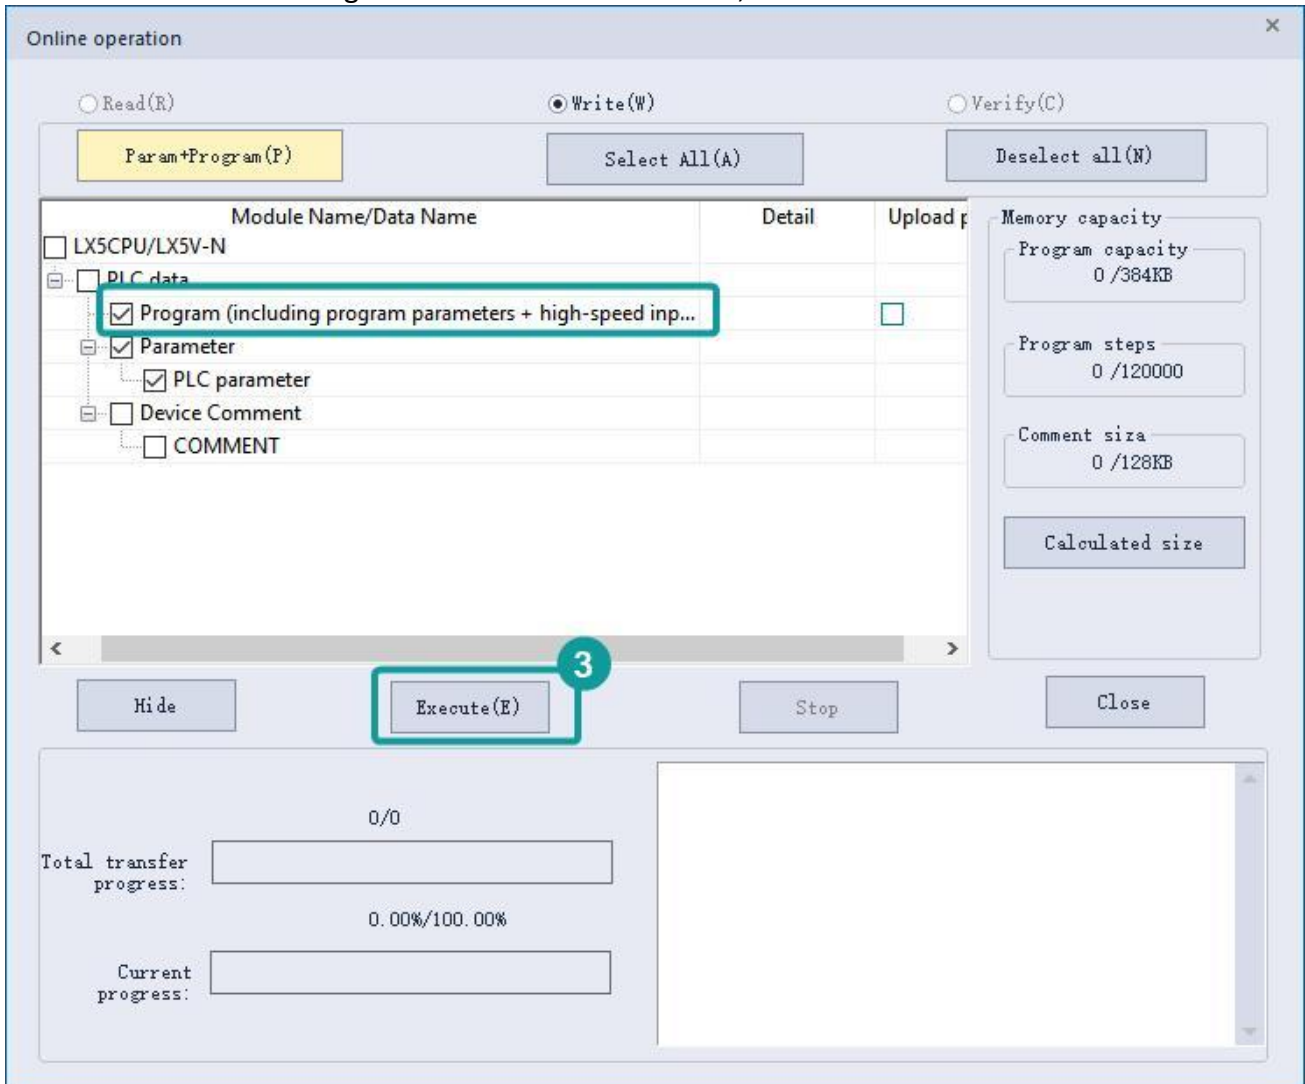 Online operation
×
Read(R)
Write(W)
Verify(C)
Param+Program(P)
Select All(A)
Deselect all(N)
Module Name/Data Name
Detail
Upload p
LX5CPU/LX5V-N
PLC data
Program (including program parameters + high-speed inp...
Parameter
PLC parameter
Device Comment
COMMENT
Memory capacity
Program capacity
0 /384KB
Program steps
0 /120000
Comment siza
0 /128KB
Calculated size
3
Hide
Execute(E)
Stop
Close
0/0
Total transfer
progress:
0.00%/100.00%
Current
progress: